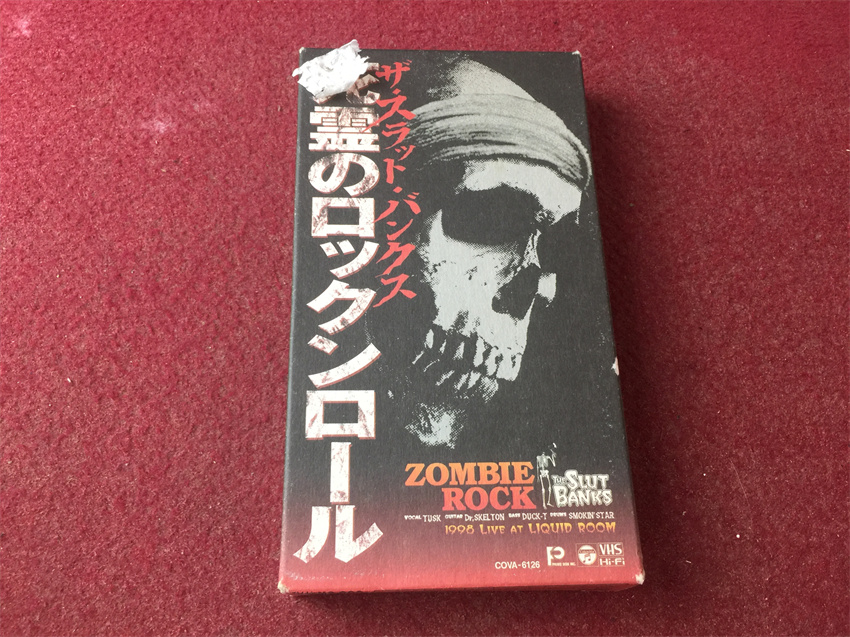 霊のロックンロール
ザ・スラット・バンクス
ZOMBIE
ROCK
THE SLUT
BANKS
VOCAL TUSK GUITAR Dr.SKELTON BASS DUCK-T DRUMS SMOKIN'STAR
1998 LIVE AT LIQUID ROOM
COVA-6126
VHS
Hi-Fi